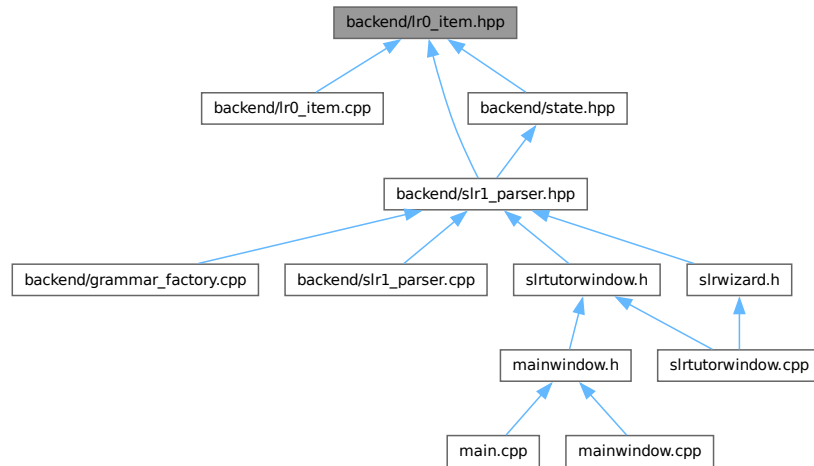 backend/lr0_item.hpp
backend/lr0_item.cpp
backend/state.hpp
backend/slr1_parser.hpp
backend/grammar_factory.cpp
backend/slr1_parser.cpp
slrtutorwindow.h
slrwizard.h
mainwindow.h
slrtutorwindow.cpp
main.cpp
mainwindow.cpp